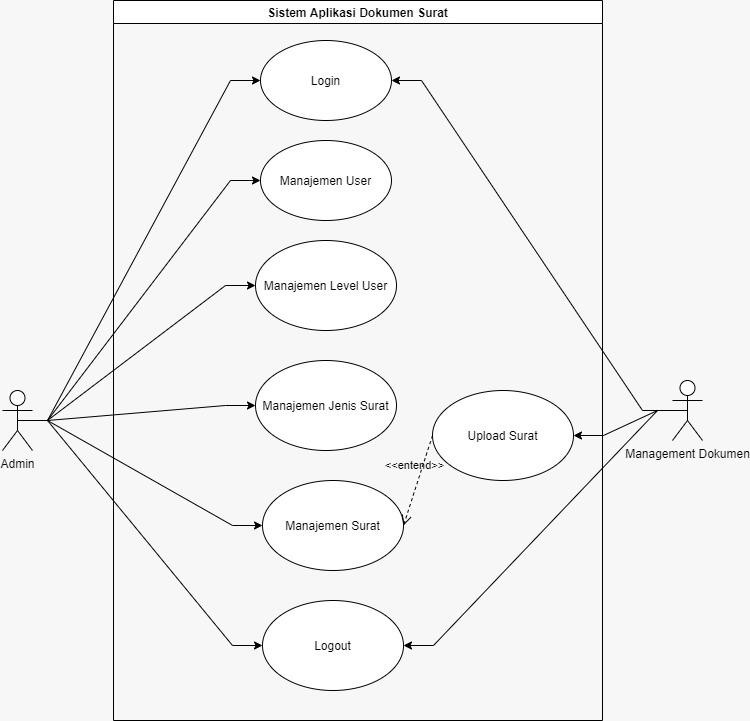 Sistem Aplikasi Dokumen Surat
Login
Manajemen User
Manajemen Level User
Manajemen Jenis Surat
Upload Surat
Management Dokumen
Admin
<<entend>>
Manajemen Surat
Logout